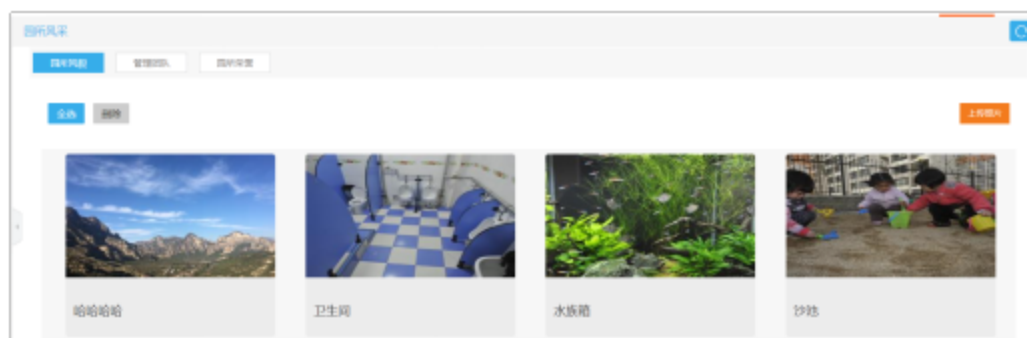 园所风采
园所风貌 管理团队 园所荣誉
全选 删除 上传图片
哈哈哈哈 卫生间 水族箱 沙池